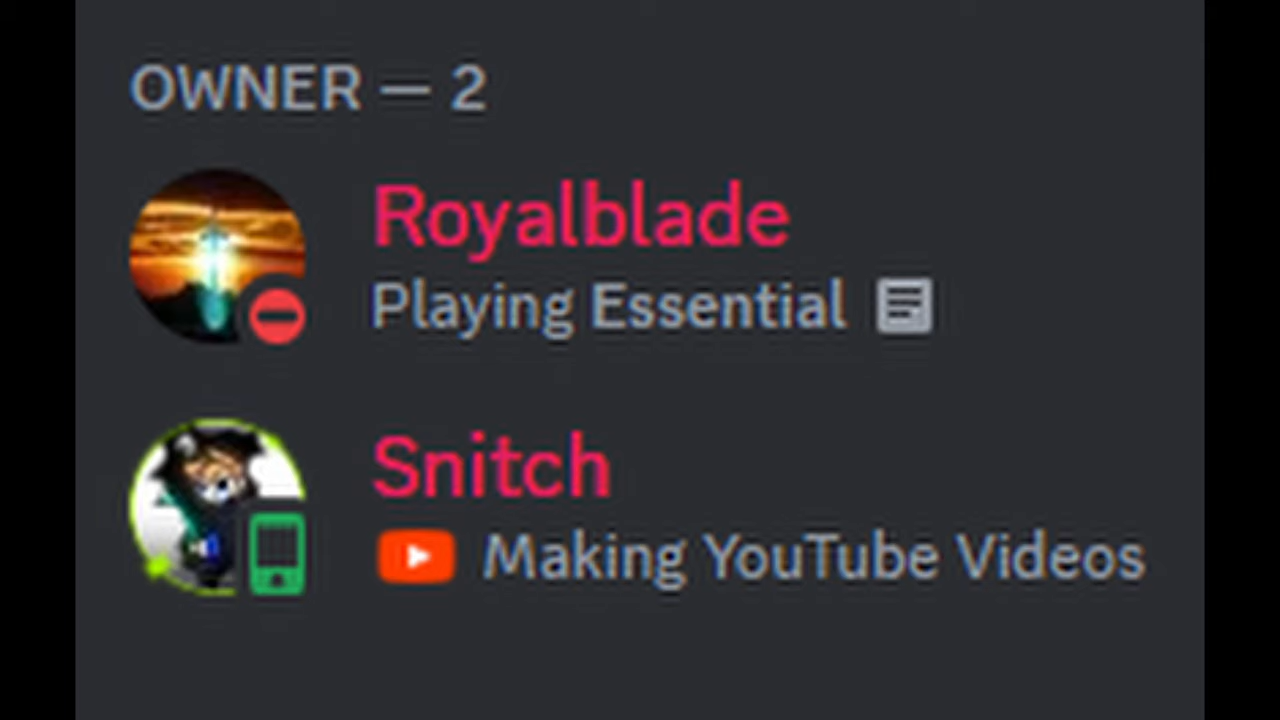 OWNER — 2
Royalblade
Playing Essential
Snitch
Making YouTube Videos